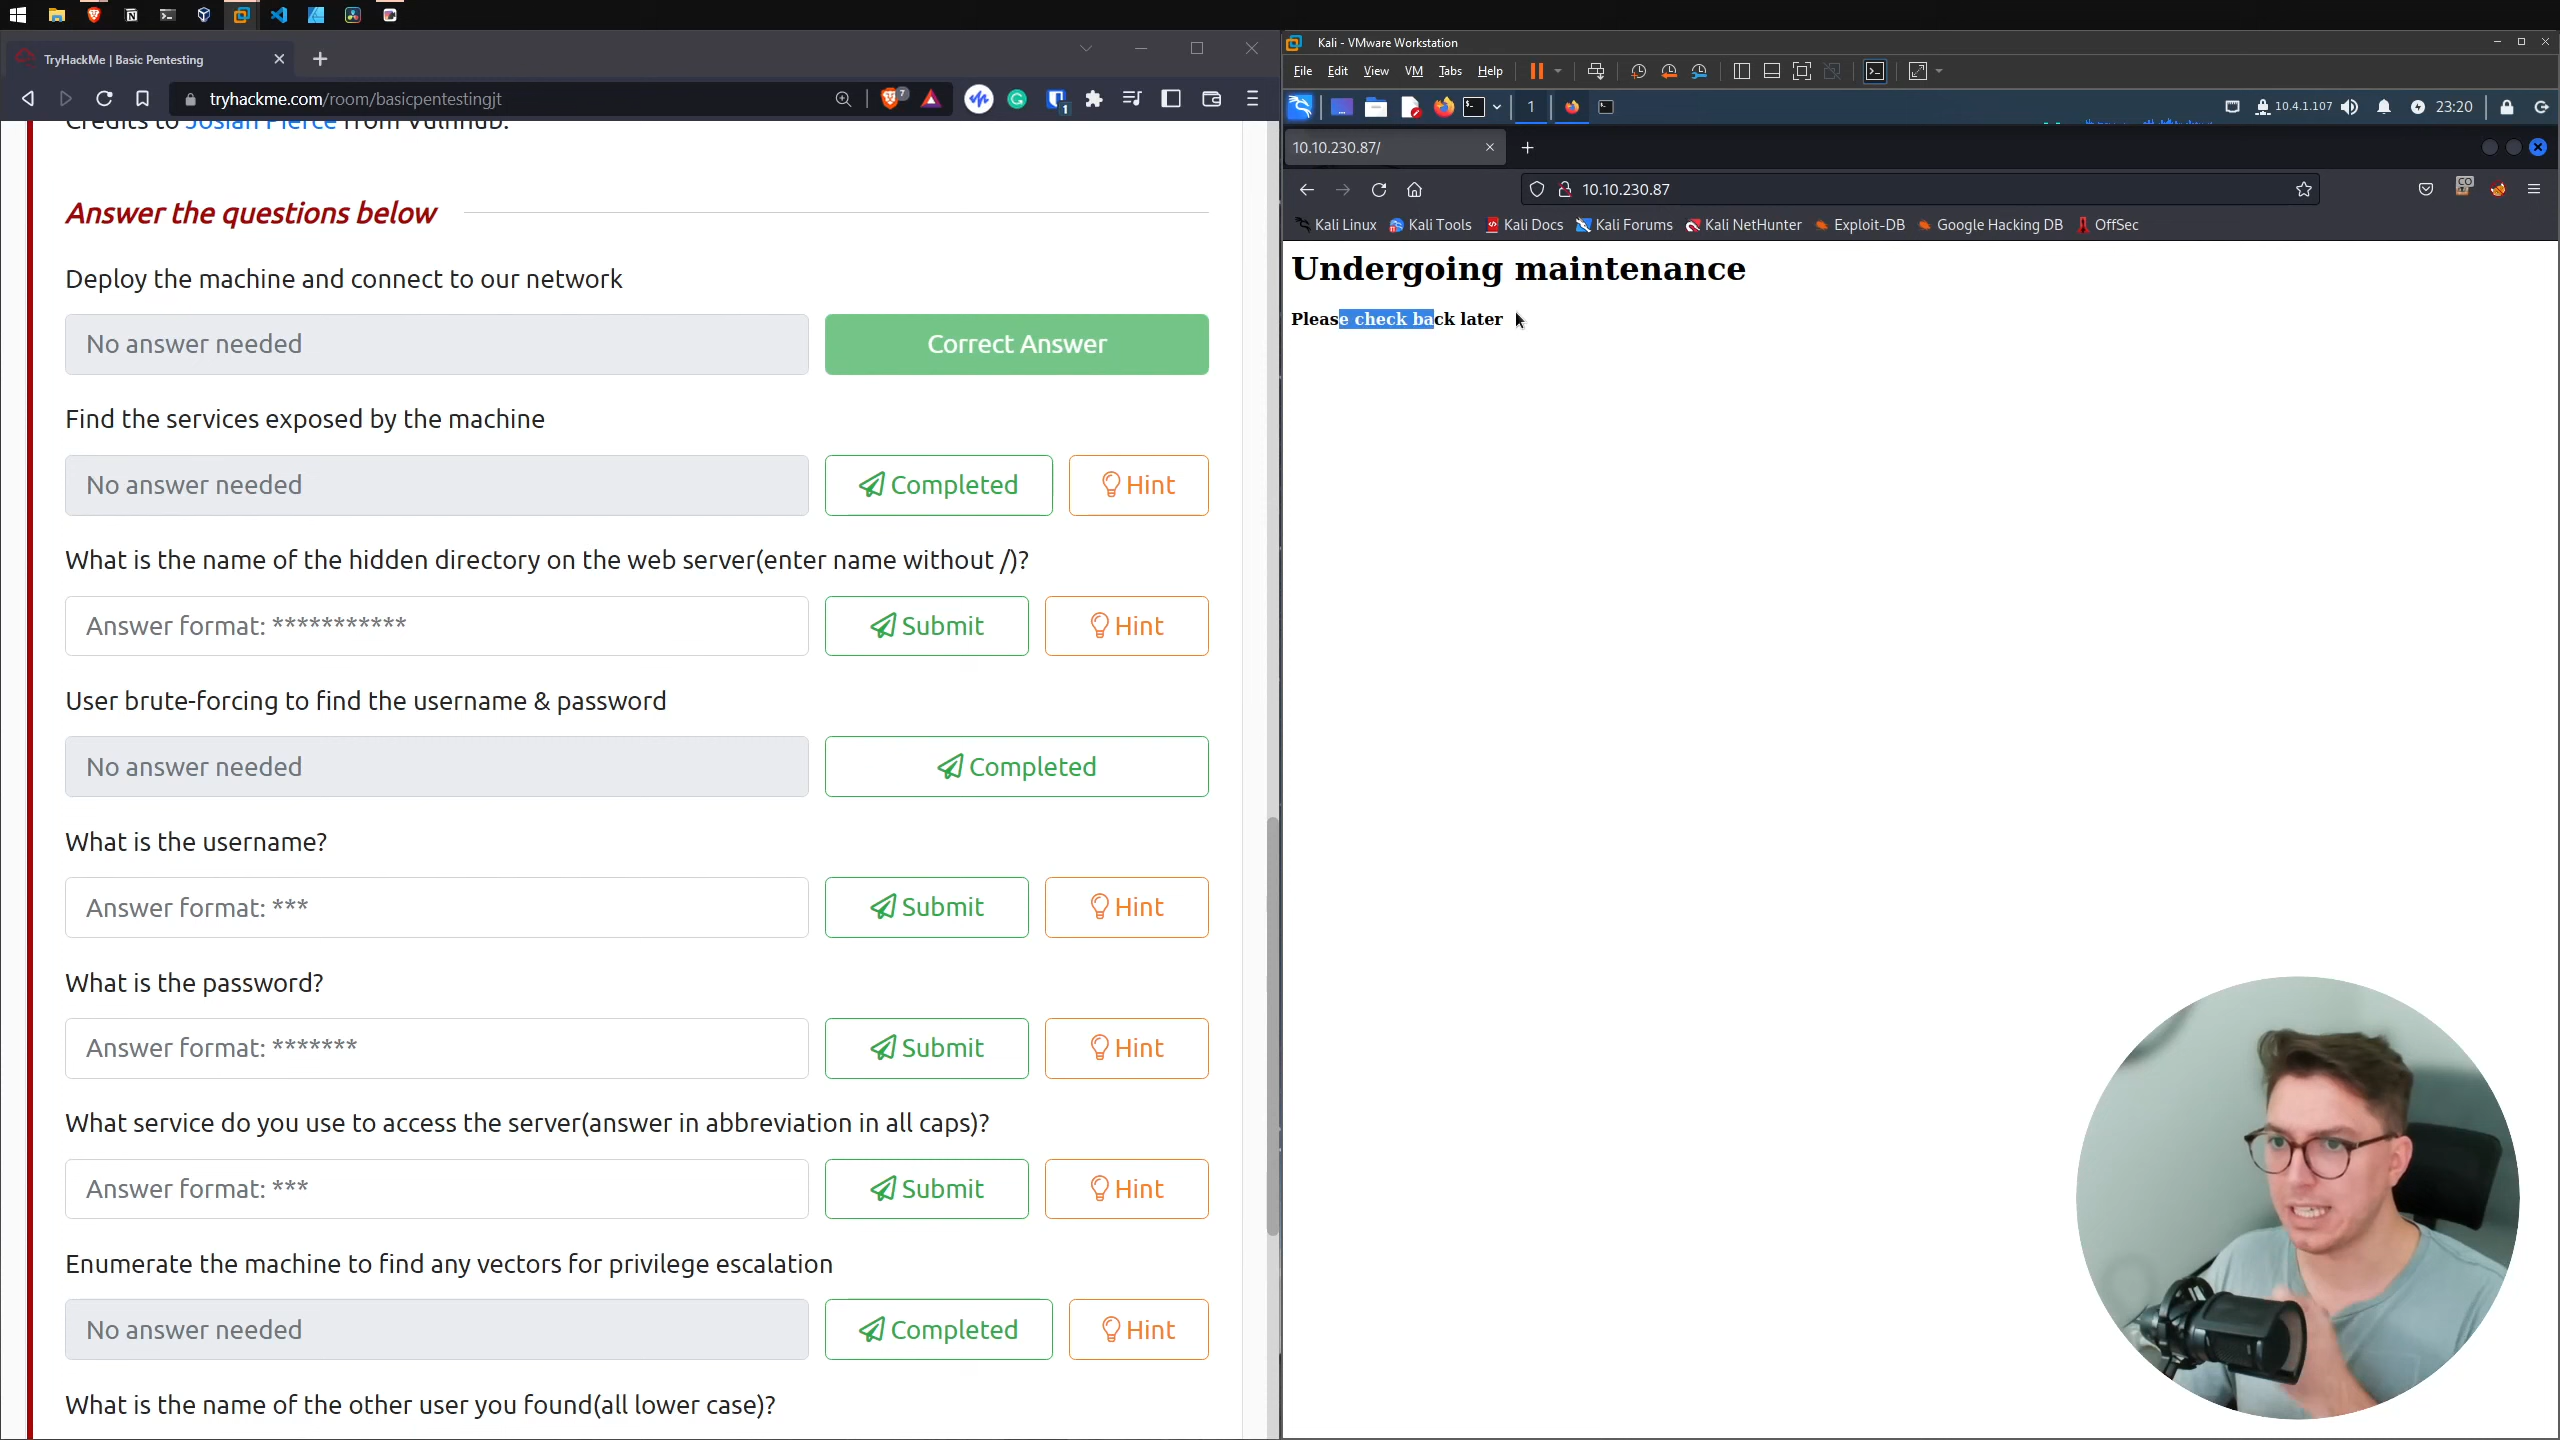 TryHackMe | Basic Pentesting
tryhackme.com/room/basicpentestingjt
7
1
Credits to Josiah Pierce from Vulnhub.
Answer the questions below
Deploy the machine and connect to our network
No answer needed
Correct Answer
Find the services exposed by the machine
No answer needed
Completed
Hint
What is the name of the hidden directory on the web server(enter name without /)?
Answer format: ***********
Submit
Hint
User brute-forcing to find the username & password
No answer needed
Completed
What is the username?
Answer format: ***
Submit
Hint
What is the password?
Answer format: *******
Submit
Hint
What service do you use to access the server(answer in abbreviation in all caps)?
Answer format: ***
Submit
Hint
Enumerate the machine to find any vectors for privilege escalation
No answer needed
Completed
Hint
What is the name of the other user you found(all lower case)?
Kali - VMware Workstation
File Edit View VM Tabs Help
1
10.4.1.107
23:20
10.10.230.87/
10.10.230.87
Kali Linux Kali Tools Kali Docs Kali Forums Kali NetHunter Exploit-DB Google Hacking DB OffSec
Undergoing maintenance
Please check back later